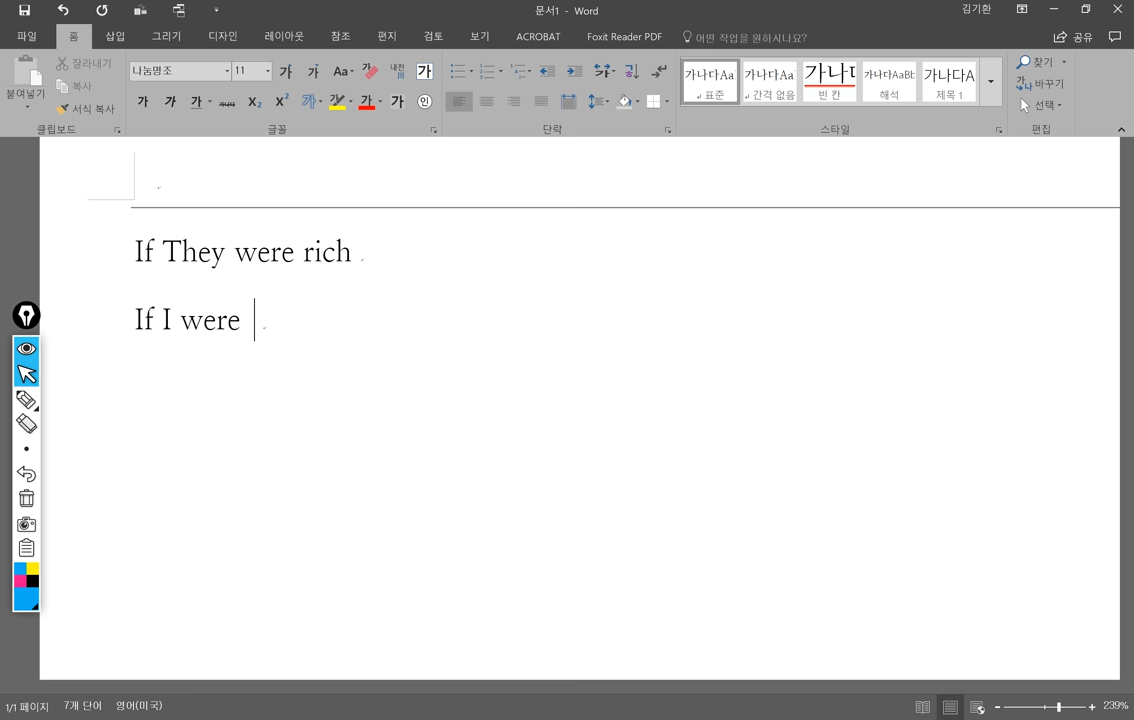 문서1 - Word
김기환
파일 홈 삽입 그리기 디자인 레이아웃 참조 편지 검토 보기 ACROBAT Foxit Reader PDF 어떤 작업을 원하시나요? 공유
붙여넣기
잘라내기
복사
서식 복사
클립보드
나눔명조 11 가 가 Aa 가 내천 가
가 가 가 X₂ X² 가 가 가 가 인
글꼴
단락
가나다Aa 가나다Aa 가나다 가나다AaBb 가나다A
표준 간격 없음 빈 칸 해석 제목 1
스타일
찾기
바꾸기
선택
편집
If They were rich
If I were
1/1 페이지 7개 단어 영어(미국) 239%